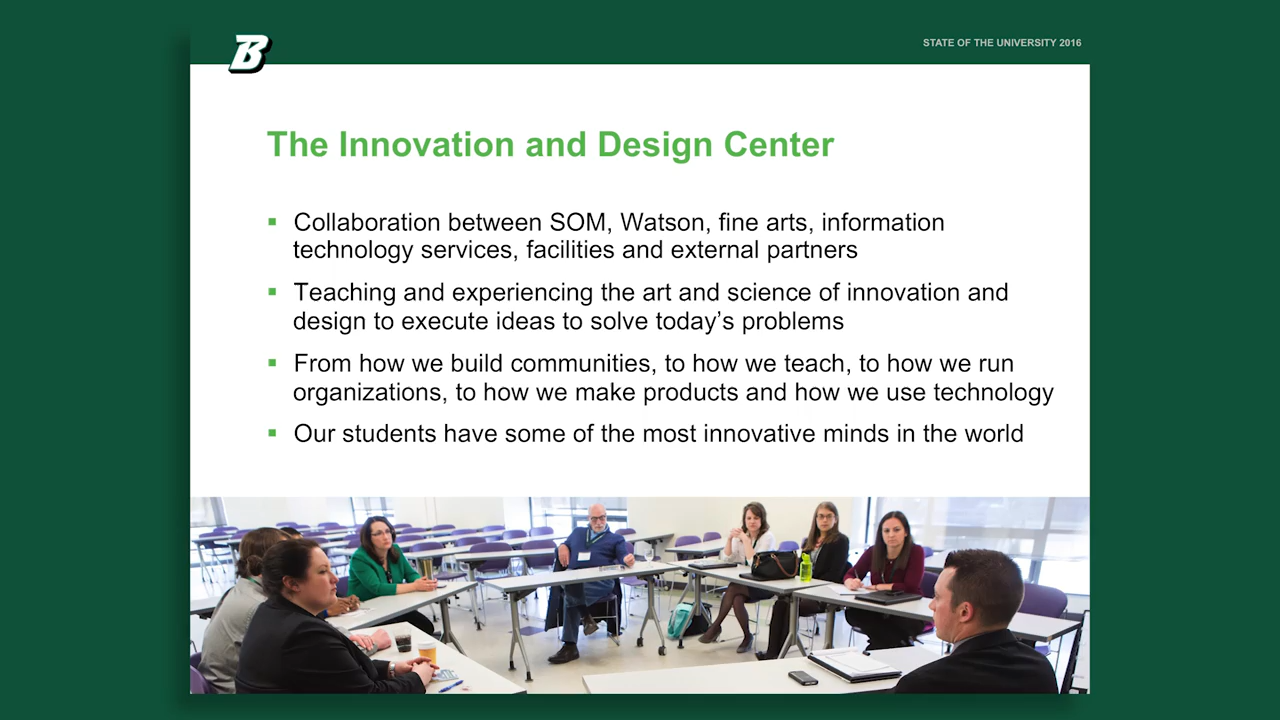 B
STATE OF THE UNIVERSITY 2016
The Innovation and Design Center
▪ Collaboration between SOM, Watson, fine arts, information
technology services, facilities and external partners
▪ Teaching and experiencing the art and science of innovation and
design to execute ideas to solve today’s problems
▪ From how we build communities, to how we teach, to how we run
organizations, to how we make products and how we use technology
▪ Our students have some of the most innovative minds in the world